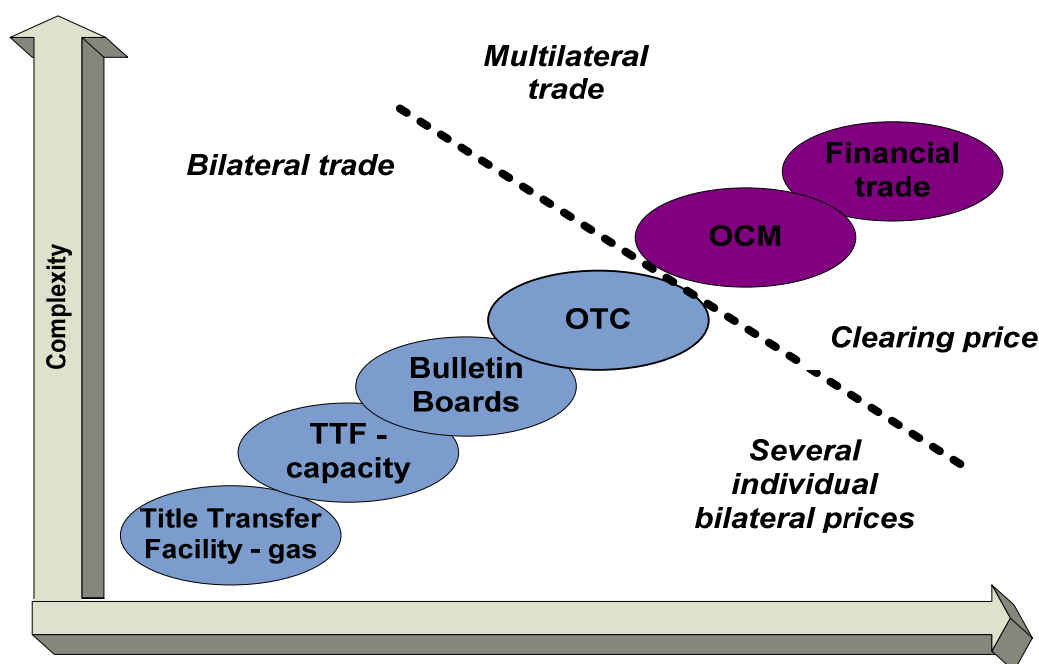 Multilateral
trade
Bilateral trade
Financial
trade
OCM
Complexity
OTC
Clearing price
Bulletin
Boards
TTF -
capacity
Several
individual
bilateral prices
Title Transfer
Facility - gas